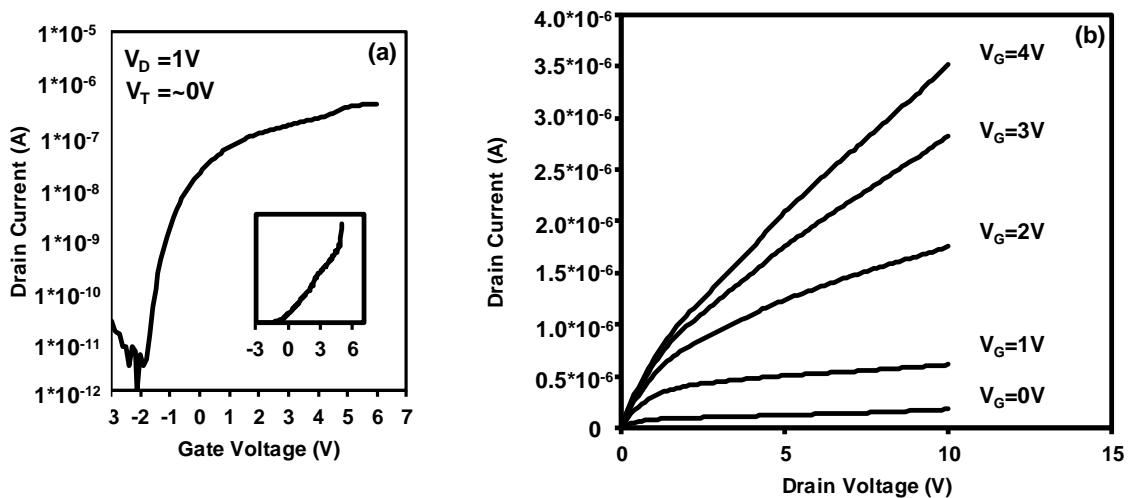 (a)
V_D =1V
V_T =~0V
Drain Current (A)
1*10^-5
1*10^-6
1*10^-7
1*10^-8
1*10^-9
1*10^-10
1*10^-11
1*10^-12
-3 0 3 6
3 -2 -1 0 1 2 3 4 5 6 7
Gate Voltage (V)
(b)
Drain Current (A)
4.0*10^-6
3.5*10^-6
3.0*10^-6
2.5*10^-6
2.0*10^-6
1.5*10^-6
1.0*10^-6
0.5*10^-6
0
V_G=4V
V_G=3V
V_G=2V
V_G=1V
V_G=0V
0 5 10 15
Drain Voltage (V)